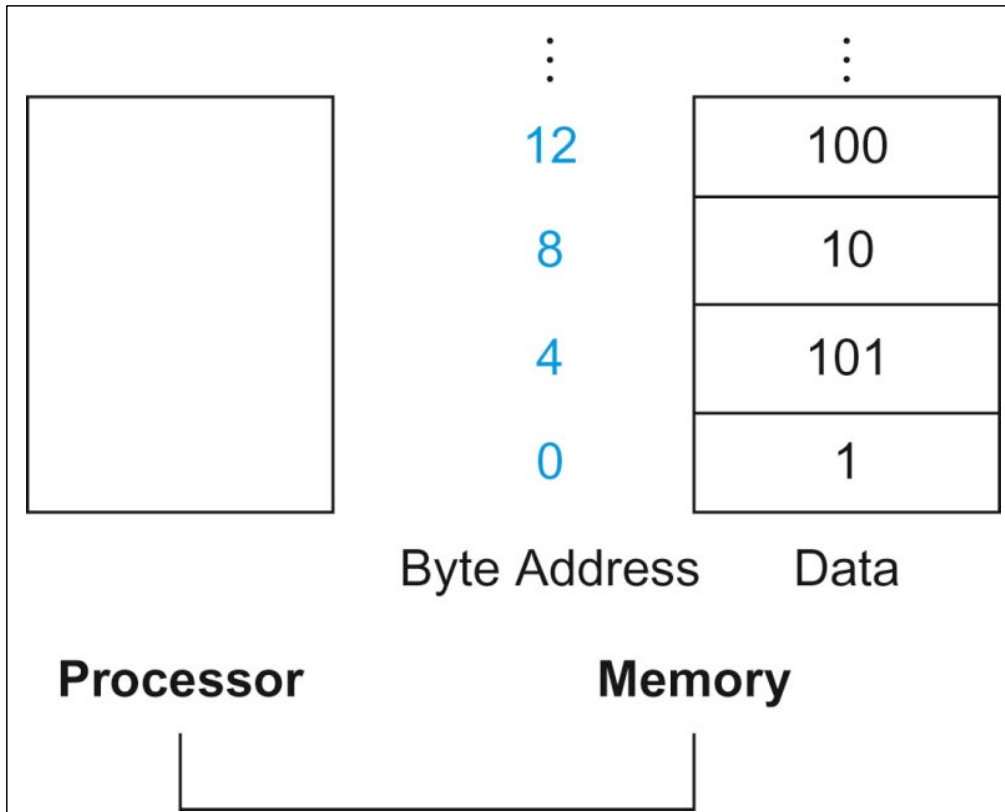 ⋮ ⋮
12 100
8 10
4 101
0 1
Byte Address Data
Processor Memory